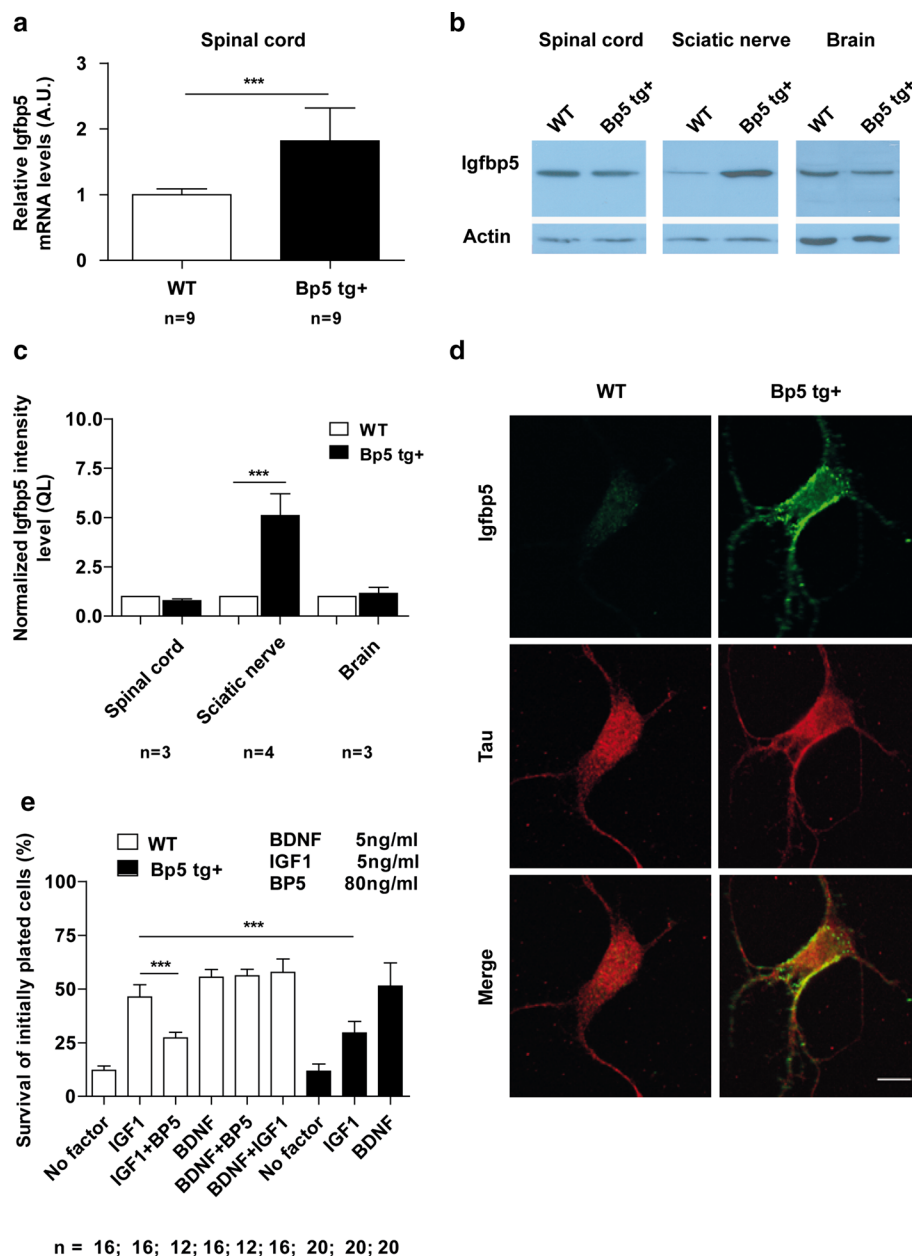 a
Spinal cord
Relative Igfbp5
mRNA levels (A.U.)
3
2
1
0
***
WT
Bp5 tg+
n=9
n=9
b
Spinal cord
Sciatic nerve
Brain
WT
Bp5 tg+
WT
Bp5 tg+
WT
Bp5 tg+
Igfbp5
Actin
c
Normalized Igfbp5 intensity
level (QL)
10.0
7.5
5.0
2.5
0.0
WT
Bp5 tg+
***
Spinal cord
Sciatic nerve
Brain
n=3
n=4
n=3
d
WT
Bp5 tg+
Igfbp5
Tau
Merge
e
WT
Bp5 tg+
BDNF 5ng/ml
IGF1 5ng/ml
BP5 80ng/ml
Survival of initially plated cells (%)
100
75
50
25
0
***
***
No factor
IGF1
IGF1+BP5
BDNF
BDNF+BP5
BDNF+IGF1
No factor
IGF1
BDNF
n = 16; 16; 12; 16; 12; 16; 20; 20; 20